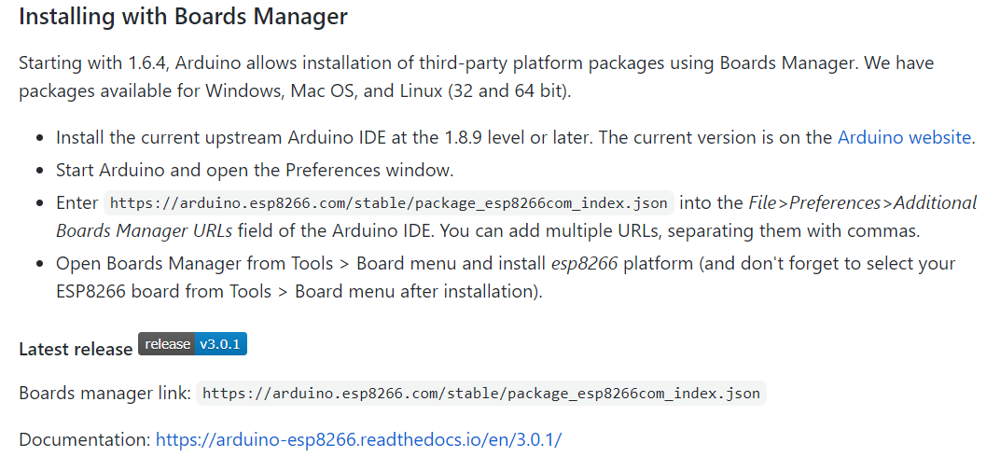 Installing with Boards Manager
Starting with 1.6.4, Arduino allows installation of third-party platform packages using Boards Manager. We have
packages available for Windows, Mac OS, and Linux (32 and 64 bit).
• Install the current upstream Arduino IDE at the 1.8.9 level or later. The current version is on the Arduino website.
• Start Arduino and open the Preferences window.
• Enter https://arduino.esp8266.com/stable/package_esp8266com_index.json into the File>Preferences>Additional
Boards Manager URLs field of the Arduino IDE. You can add multiple URLs, separating them with commas.
• Open Boards Manager from Tools > Board menu and install esp8266 platform (and don't forget to select your
ESP8266 board from Tools > Board menu after installation).
Latest release release v3.0.1
Boards manager link: https://arduino.esp8266.com/stable/package_esp8266com_index.json
Documentation: https://arduino-esp8266.readthedocs.io/en/3.0.1/